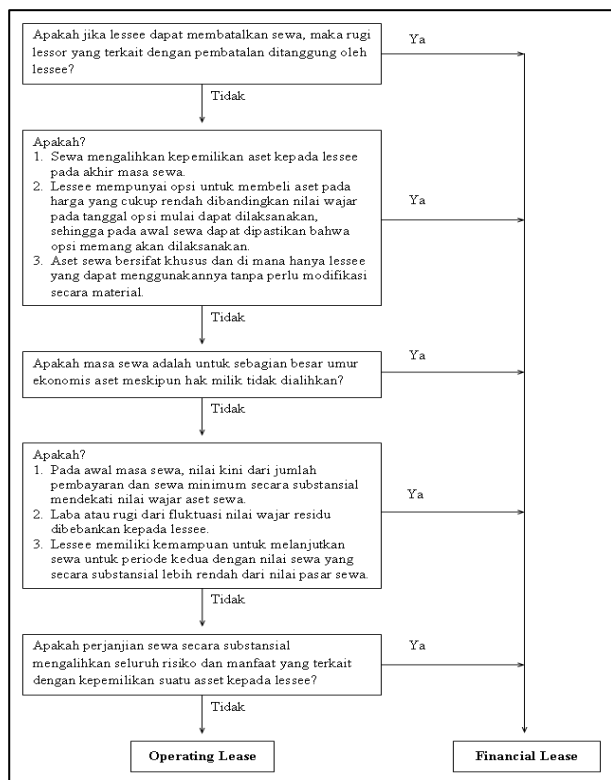 Apakah jika lessee dapat membatalkan sewa, maka rugi
lessor yang terkait dengan pembatalan ditanggung oleh
lessee?
Ya
Tidak
Apakah?
1. Sewa mengalihkan kepemilikan aset kepada lessee
pada akhir masa sewa.
2. Lessee mempunyai opsi untuk membeli aset pada
harga yang cukup rendah dibandingkan nilai wajar
pada tanggal opsi mulai dapat dilaksanakan,
sehingga pada awal sewa dapat dipastikan bahwa
opsi memang akan dilaksanakan.
3. Aset sewa bersifat khusus dan di mana hanya lessee
yang dapat menggunakannya tanpa perlu modifikasi
secara material.
Ya
Tidak
Apakah masa sewa adalah untuk sebagian besar umur
ekonomis aset meskipun hak milik tidak dialihkan?
Ya
Tidak
Apakah?
1. Pada awal masa sewa, nilai kini dari jumlah
pembayaran dan sewa minimum secara substansial
mendekati nilai wajar aset sewa.
2. Laba atau rugi dari fluktuasi nilai wajar residu
dibebankan kepada lessee.
3. Lessee memiliki kemampuan untuk melanjutkan
sewa untuk periode kedua dengan nilai sewa yang
secara substansial lebih rendah dari nilai pasar sewa.
Ya
Tidak
Apakah perjanjian sewa secara substansial
mengalihkan seluruh risiko dan manfaat yang terkait
dengan kepemilikan suatu asset kepada lessee?
Ya
Tidak
Operating Lease
Financial Lease